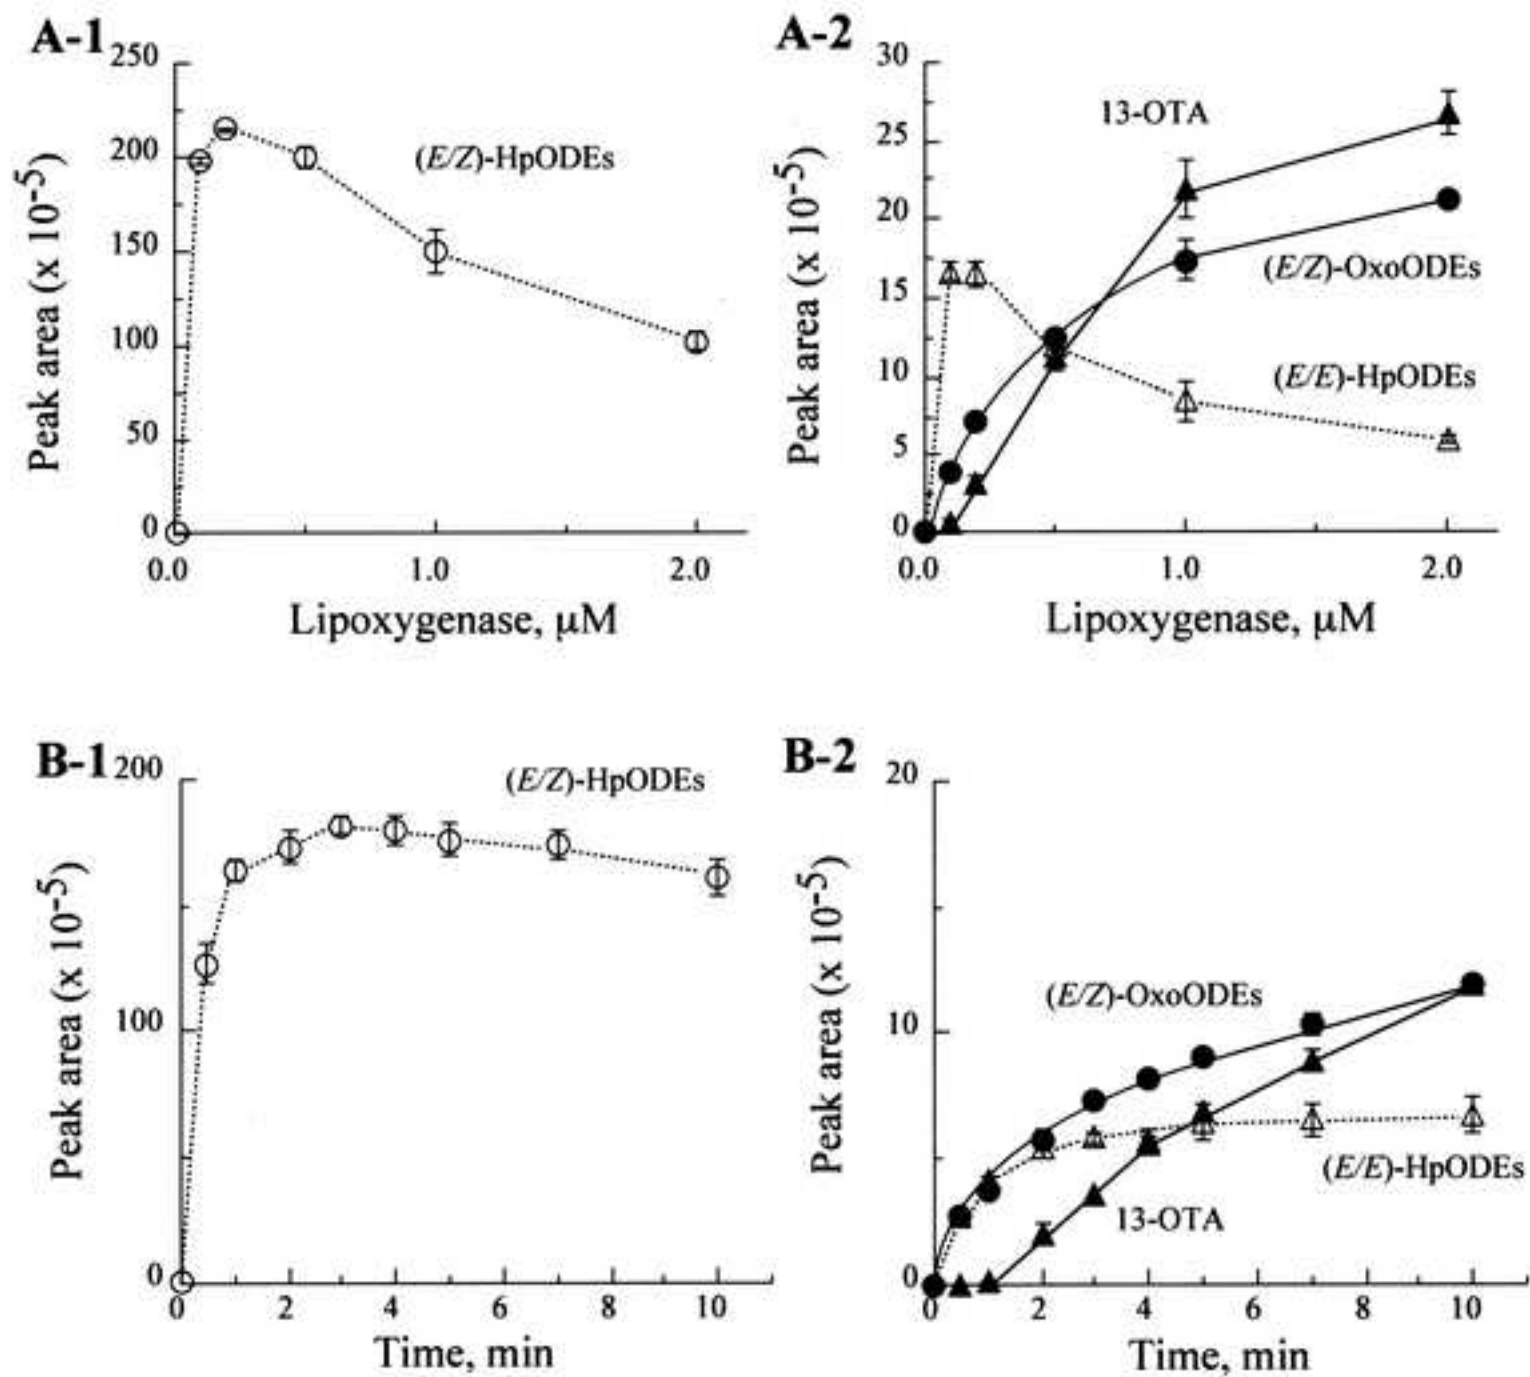 A-1
250
200
150
100
50
0
0.0 1.0 2.0
Peak area (x 10-5)
Lipoxygenase, μM
(E/Z)-HpODEs
A-2
30
25
20
15
10
5
0
0.0 1.0 2.0
Peak area (x 10-5)
Lipoxygenase, μM
13-OTA
(E/Z)-OxoODEs
(E/E)-HpODEs
B-1
200
100
0
0 2 4 6 8 10
Peak area (x 10-5)
Time, min
(E/Z)-HpODEs
B-2
20
10
0
0 2 4 6 8 10
Peak area (x 10-5)
Time, min
(E/Z)-OxoODEs
(E/E)-HpODEs
13-OTA